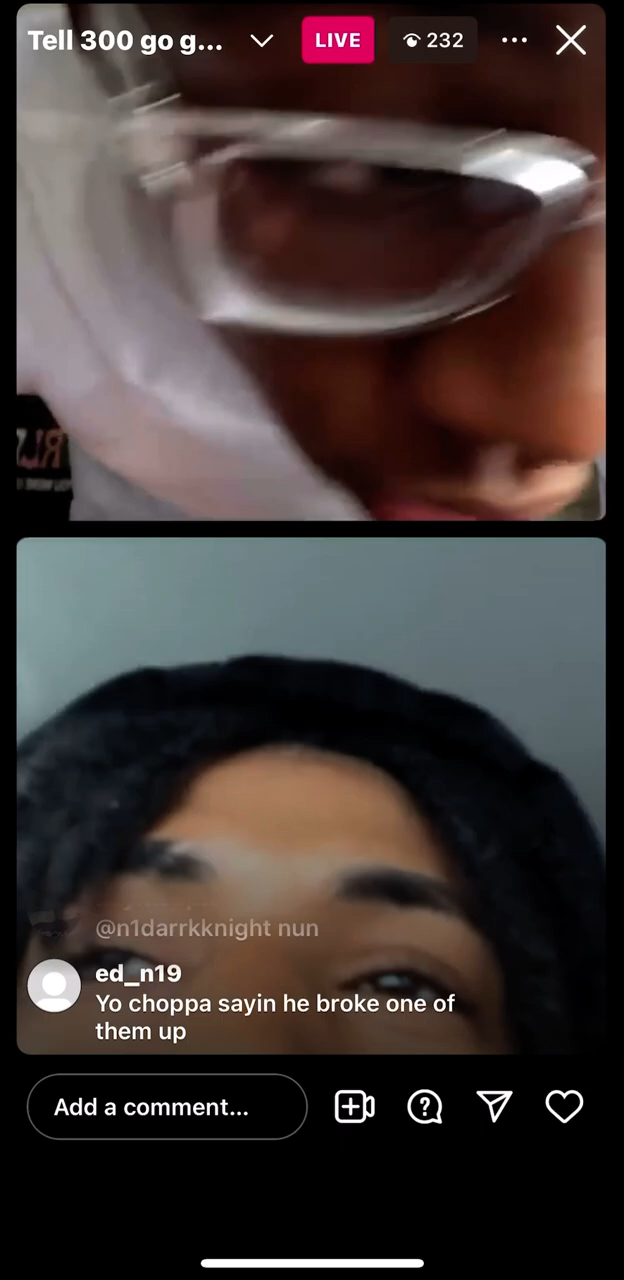 Tell 300 go g...
LIVE
232
@n1darrkknight nun
ed_n19
Yo choppa sayin he broke one of
them up
Add a comment...